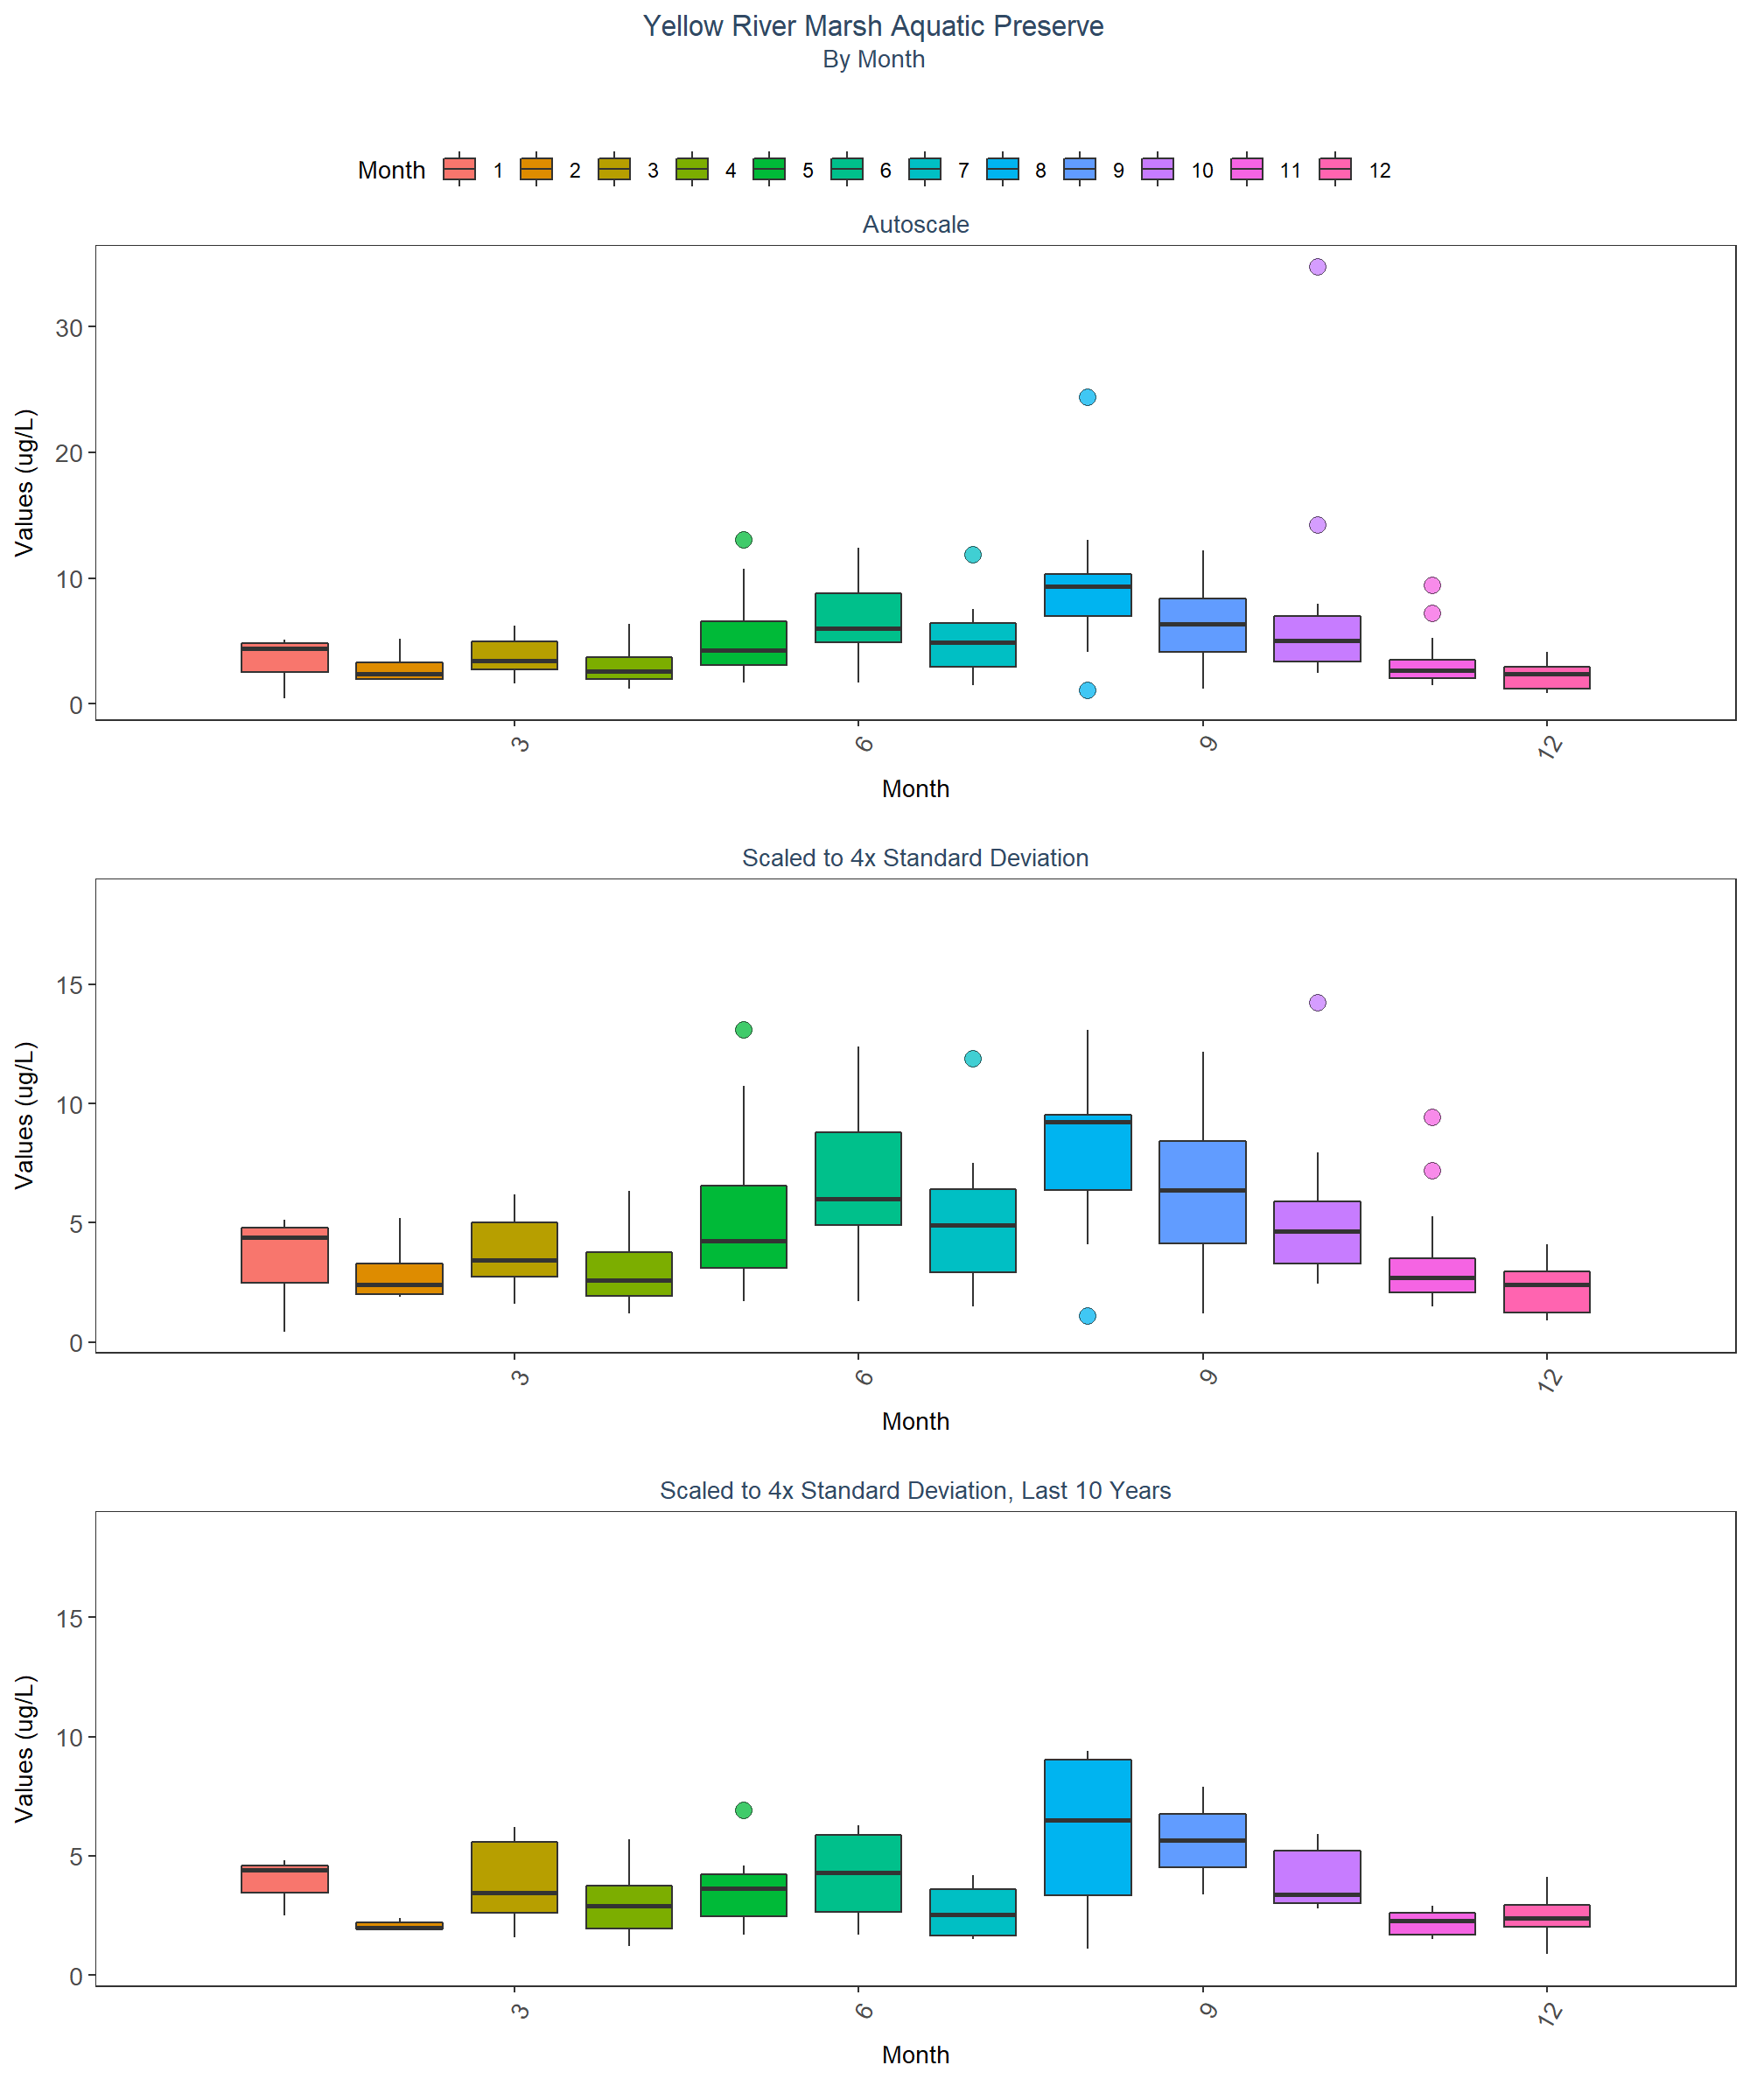 Yellow River Marsh Aquatic Preserve
By Month
Month 1 2 3 4 5 6 7 8 9 10 11 12
Autoscale
Values (ug/L)
30
20
10
0
3 6 9 12
Month
Scaled to 4x Standard Deviation
Values (ug/L)
15
10
5
0
3 6 9 12
Month
Scaled to 4x Standard Deviation, Last 10 Years
Values (ug/L)
15
10
5
0
3 6 9 12
Month